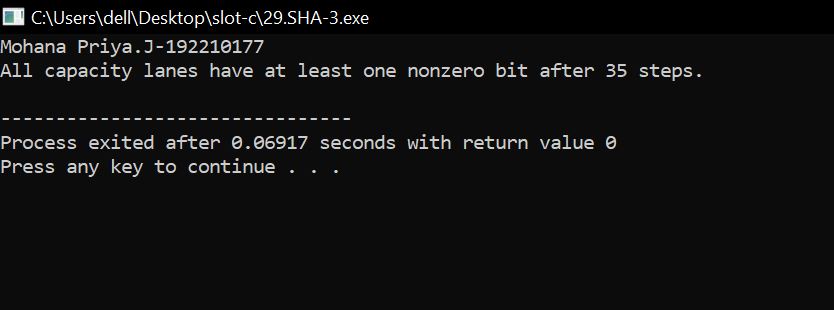 C:\Users\dell\Desktop\slot-c\29.SHA-3.exe
Mohana Priya.J-192210177
All capacity lanes have at least one nonzero bit after 35 steps.
--------------------------------
Process exited after 0.06917 seconds with return value 0
Press any key to continue . . .